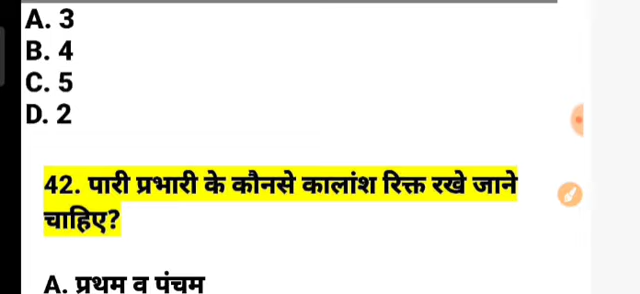 A. 3
B. 4
C. 5
D. 2
42. पारी प्रभारी के कौनसे कालांश रिक्त रखे जाने
चाहिए?
A. प्रथम व पंचम